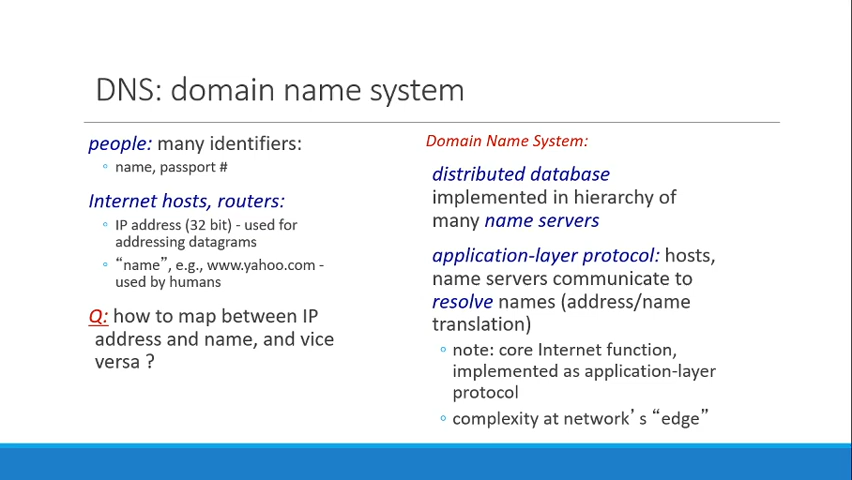 DNS: domain name system
people: many identifiers:
◦ name, passport #
Internet hosts, routers:
◦ IP address (32 bit) - used for
addressing datagrams
◦ “name”, e.g., www.yahoo.com -
used by humans
Q: how to map between IP
address and name, and vice
versa ?
Domain Name System:
distributed database
implemented in hierarchy of
many name servers
application-layer protocol: hosts,
name servers communicate to
resolve names (address/name
translation)
◦ note: core Internet function,
implemented as application-layer
protocol
◦ complexity at network’ s “edge”